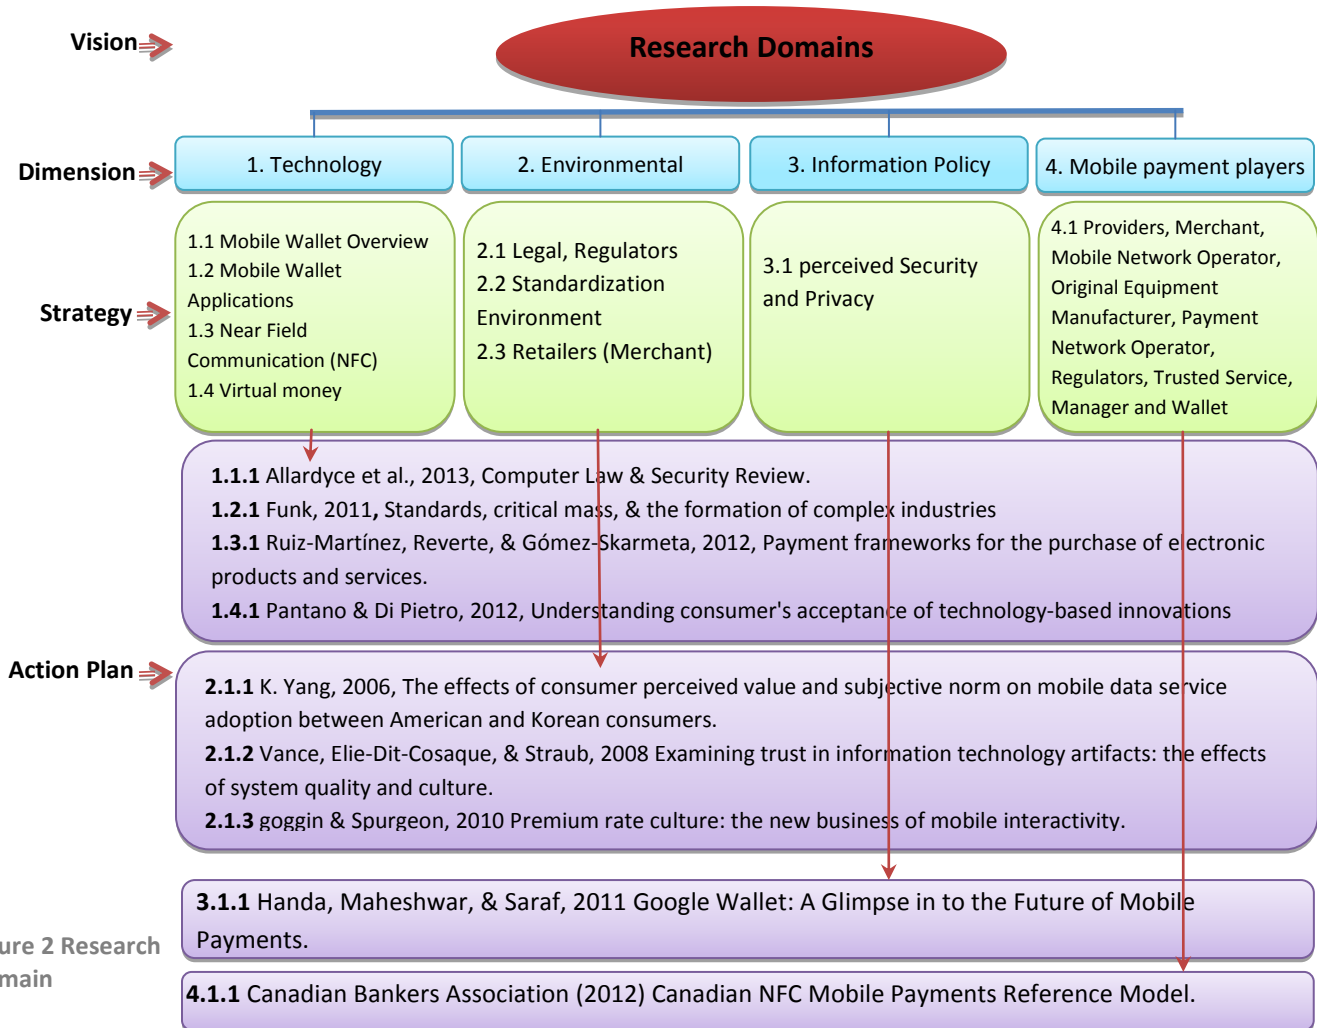 Vision
Research Domains
Dimension
1. Technology
2. Environmental
3. Information Policy
4. Mobile payment players
Strategy
1.1 Mobile Wallet Overview
1.2 Mobile Wallet
Applications
1.3 Near Field
Communication (NFC)
1.4 Virtual money
2.1 Legal, Regulators
2.2 Standardization
Environment
2.3 Retailers (Merchant)
3.1 perceived Security
and Privacy
4.1 Providers, Merchant,
Mobile Network Operator,
Original Equipment
Manufacturer, Payment
Network Operator,
Regulators, Trusted Service,
Manager and Wallet
Action Plan
1.1.1 Allardyce et al., 2013, Computer Law & Security Review.
1.2.1 Funk, 2011, Standards, critical mass, & the formation of complex industries
1.3.1 Ruiz-Martínez, Reverte, & Gómez-Skarmeta, 2012, Payment frameworks for the purchase of electronic
products and services.
1.4.1 Pantano & Di Pietro, 2012, Understanding consumer's acceptance of technology-based innovations
2.1.1 K. Yang, 2006, The effects of consumer perceived value and subjective norm on mobile data service
adoption between American and Korean consumers.
2.1.2 Vance, Elie-Dit-Cosaque, & Straub, 2008 Examining trust in information technology artifacts: the effects
of system quality and culture.
2.1.3 goggin & Spurgeon, 2010 Premium rate culture: the new business of mobile interactivity.
3.1.1 Handa, Maheshwar, & Saraf, 2011 Google Wallet: A Glimpse in to the Future of Mobile
Payments.
4.1.1 Canadian Bankers Association (2012) Canadian NFC Mobile Payments Reference Model.
ure 2 Research
main